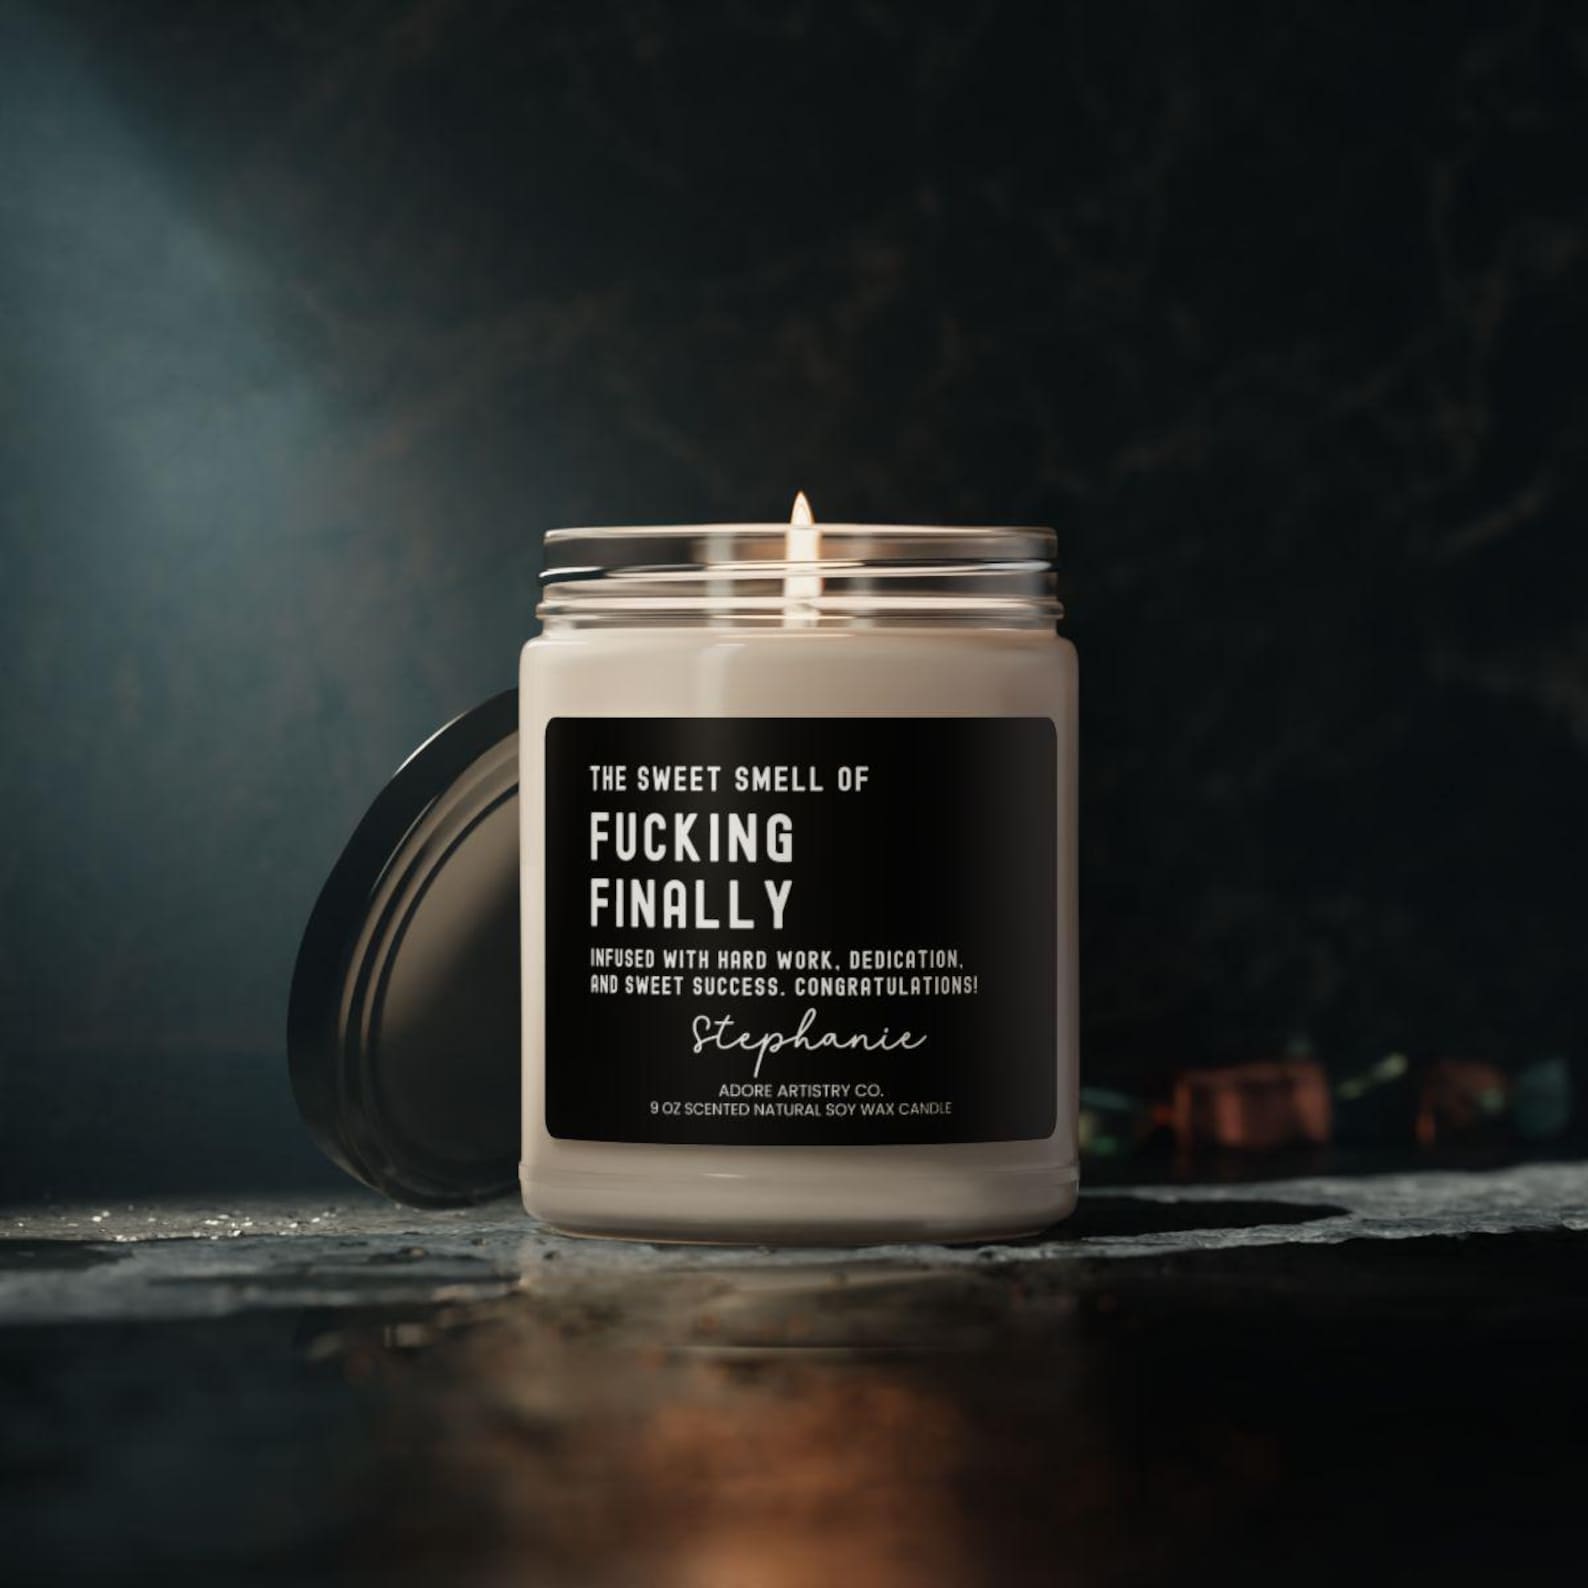 THE SWEET SMELL OF
FUCKING
FINALLY
INFUSED WITH HARD WORK, DEDICATION,
AND SWEET SUCCESS. CONGRATULATIONS!
Stephanie
ADORE ARTISTRY CO.
9 OZ SCENTED NATURAL SOY WAX CANDLE